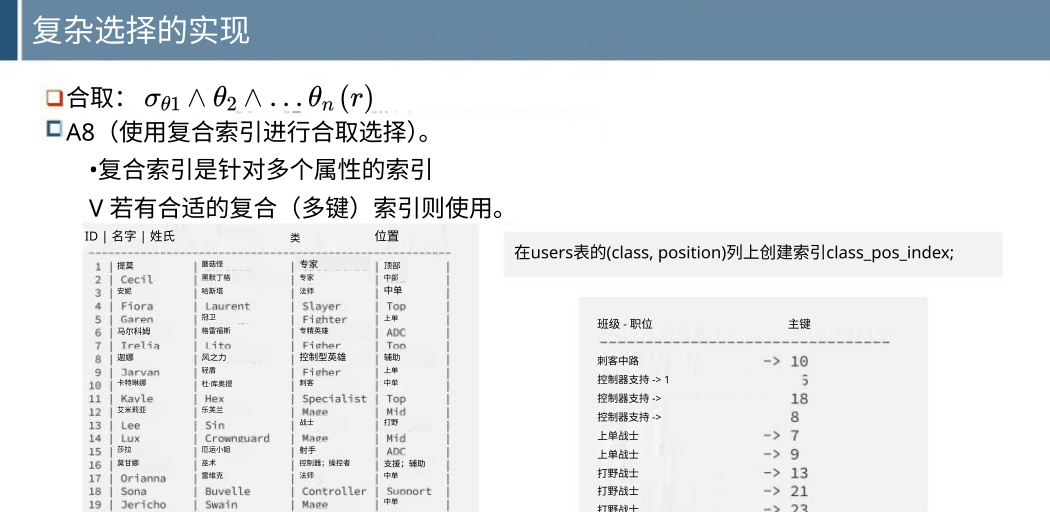 复杂选择的实现
合取： σθ1 ∧ θ2 ∧ … θn (r)
A8（使用复合索引进行合取选择）。
•复合索引是针对多个属性的索引
V 若有合适的复合（多键）索引则使用。
ID | 名字 | 姓氏 类 位置
1 | 提莫 | 蘑菇怪 | 专家 | 顶部 |
2 | Cecil | 黑默丁格 | 专家 | 中部 |
3 | 安妮 | 哈斯塔 | 法师 | 中单 |
4 | Fiora | Laurent | Slayer | Top |
5 | Garen | 冠卫 | Fighter | 上单 |
6 | 马尔科姆 | 格雷福斯 | 专精英雄 | ADC |
7 | Irelia | Lito | Figher | Top |
8 | 迦娜 | 风之力 | 控制型英雄 | 辅助 |
9 | Jarvan | 轻盾 | Figher | 上单 |
10 | 卡特琳娜 | 杜·库奥提 | 刺客 | 中单 |
11 | Kavle | Hex | Specialist | Top |
12 | 艾米莉亚 | 乐芙兰 | Mage | Mid |
13 | Lee | Sin | 战士 | 打野 |
14 | Lux | Crownguard | Mage | Mid |
15 | 莎拉 | 厄运小姐 | 射手 | ADC |
16 | 莫甘娜 | 巫术 | 控制器；操控者 | 支援；辅助 |
17 | Orianna | 雷维克 | 法师 | 中单 |
18 | Sona | Buvelle | Controller | Support |
19 | Jericho | Swain | Mage | 中单 |
在users表的(class, position)列上创建索引class_pos_index;
班级 - 职位 主键
刺客中路 -> 10
控制器支持 -> 1
控制器支持 -> 18
控制器支持 -> 8
上单战士 -> 7
上单战士 -> 9
打野战士 -> 13
打野战士 -> 21
打野战士 -> 23